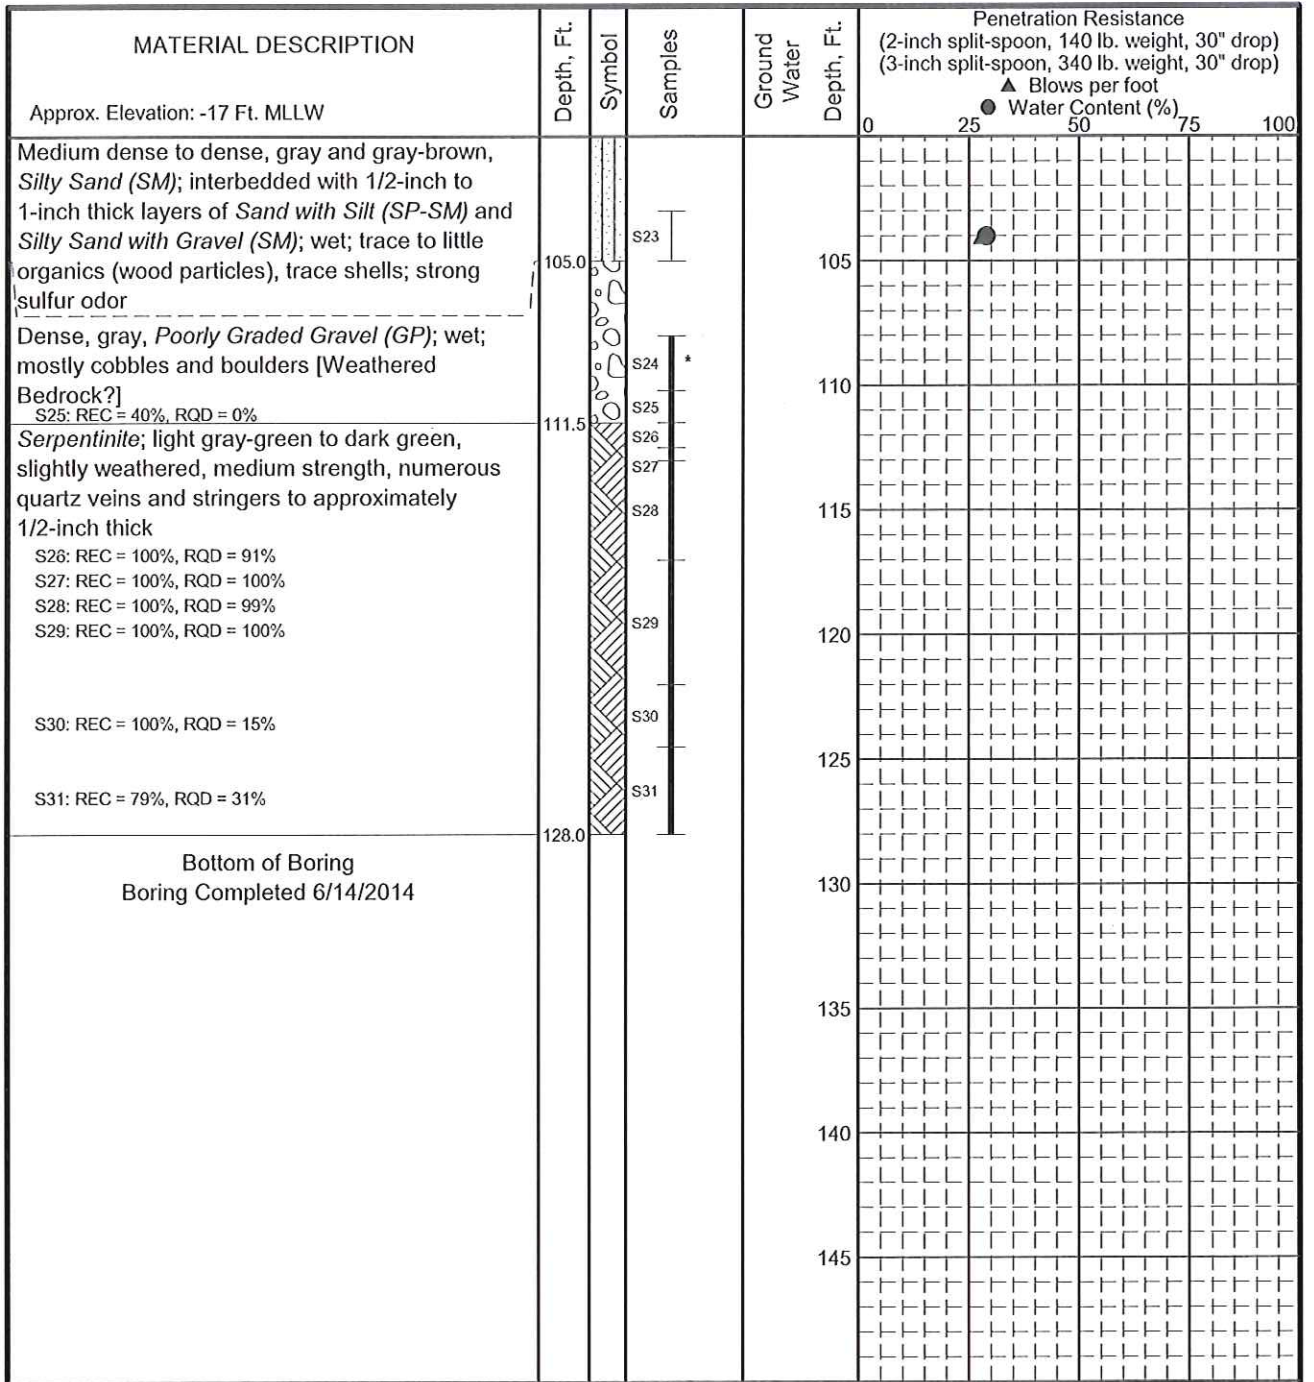 MATERIAL DESCRIPTION
Approx. Elevation: -17 Ft. MLLW
Depth, Ft.
Symbol
Samples
Ground
Water
Depth, Ft.
Penetration Resistance
(2-inch split-spoon, 140 lb. weight, 30" drop)
(3-inch split-spoon, 340 lb. weight, 30" drop)
▲ Blows per foot
● Water Content (%)
0 25 50 75 100
Medium dense to dense, gray and gray-brown,
Silty Sand (SM); interbedded with 1/2-inch to
1-inch thick layers of Sand with Silt (SP-SM) and
Silty Sand with Gravel (SM); wet; trace to little
organics (wood particles), trace shells; strong
sulfur odor
Dense, gray, Poorly Graded Gravel (GP); wet;
mostly cobbles and boulders [Weathered
Bedrock?]
S25: REC = 40%, RQD = 0%
Serpentinite; light gray-green to dark green,
slightly weathered, medium strength, numerous
quartz veins and stringers to approximately
1/2-inch thick
S26: REC = 100%, RQD = 91%
S27: REC = 100%, RQD = 100%
S28: REC = 100%, RQD = 99%
S29: REC = 100%, RQD = 100%
S30: REC = 100%, RQD = 15%
S31: REC = 79%, RQD = 31%
Bottom of Boring
Boring Completed 6/14/2014
105.0
111.5
128.0
S23
S24 *
S25
S26
S27
S28
S29
S30
S31
105
110
115
120
125
130
135
140
145